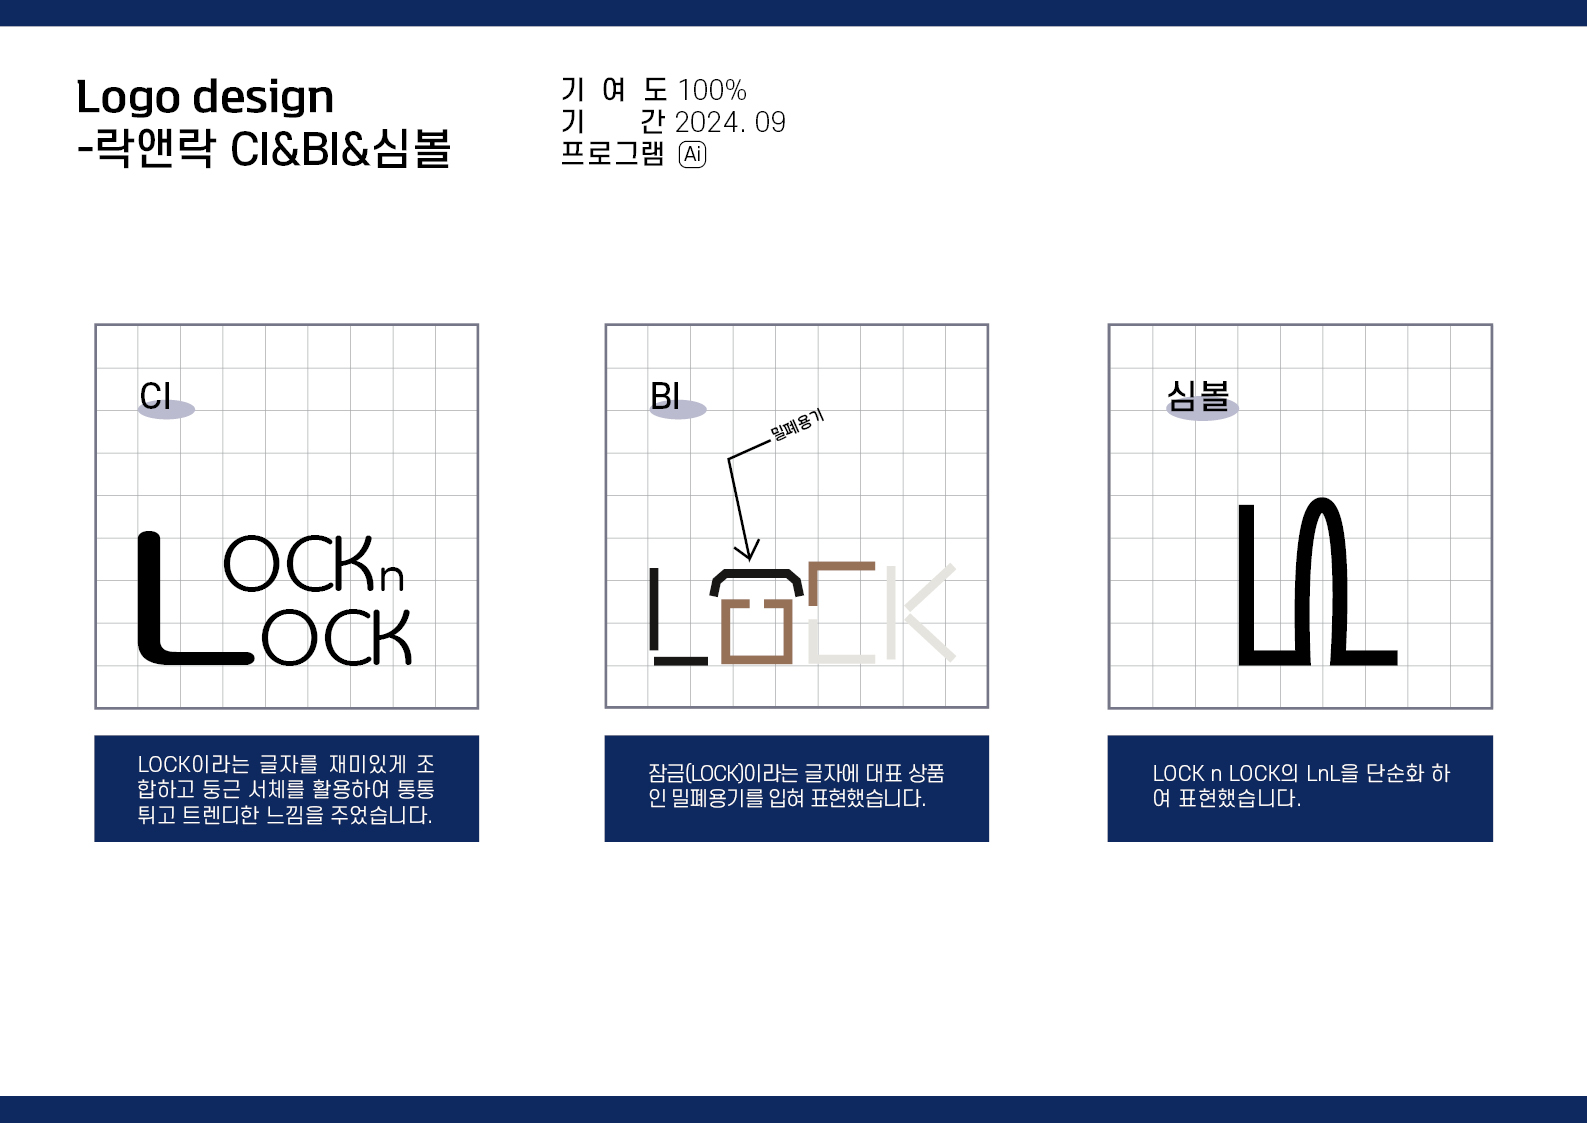 Logo design
-락앤락 CI&BI&심볼
기 여 도 100%
기 간 2024. 09
프로그램 Ai
CI
LOCK n
LOCK
LOCK이라는 글자를 재미있게 조
합하고 둥근 서체를 활용하여 통통
튀고 트렌디한 느낌을 주었습니다.
BI
밀폐용기
LOCK
잠금(LOCK)이라는 글자에 대표 상품
인 밀폐용기를 입혀 표현했습니다.
심볼
LnL
LOCK n LOCK의 LnL을 단순화 하
여 표현했습니다.